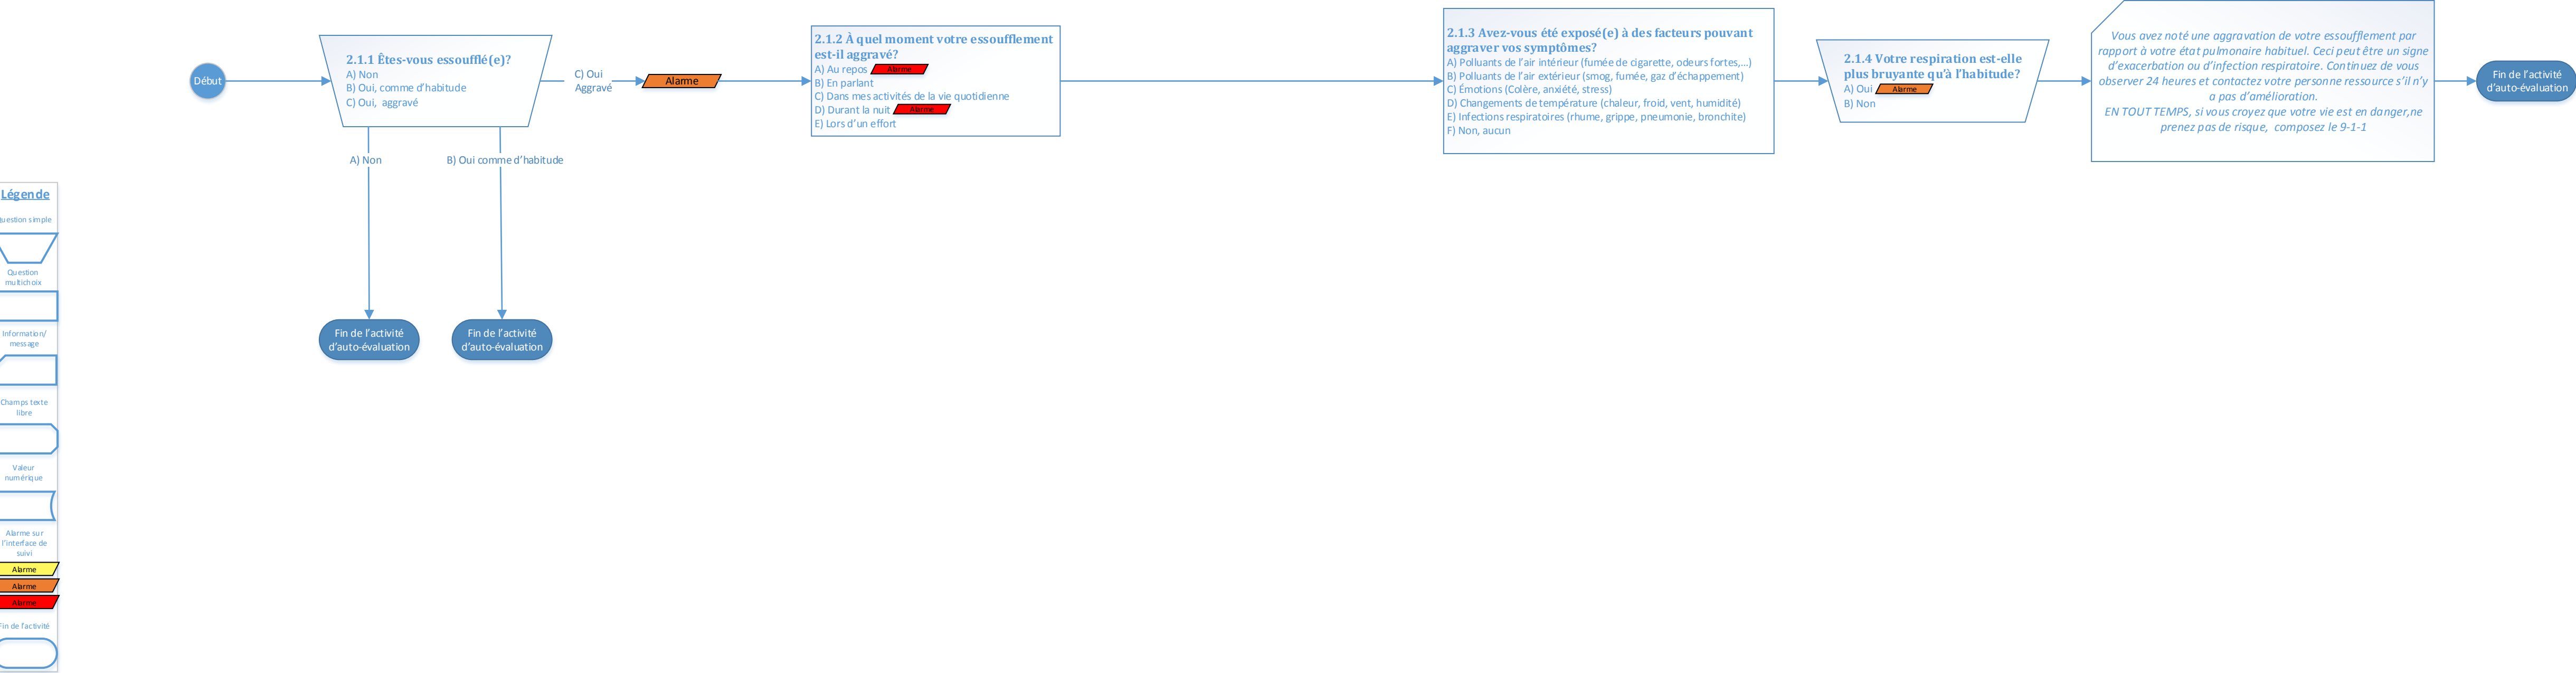 Début
2.1.1 Êtes-vous essoufflé(e)?
A) Non
B) Oui, comme d'habitude
C) Oui, aggravé
A) Non
B) Oui comme d'habitude
Fin de l'activité
d'auto-évaluation
Fin de l'activité
d'auto-évaluation
C) Oui
Aggravé
Alarme
2.1.2 À quel moment votre essoufflement
est-il aggravé?
A) Au repos Alarme
B) En parlant
C) Dans mes activités de la vie quotidienne
D) Durant la nuit Alarme
E) Lors d'un effort
2.1.3 Avez-vous été exposé(e) à des facteurs pouvant
aggraver vos symptômes?
A) Polluants de l'air intérieur (fumée de cigarette, odeurs fortes,...)
B) Polluants de l'air extérieur (smog, fumée, gaz d'échappement)
C) Émotions (Colère, anxiété, stress)
D) Changements de température (chaleur, froid, vent, humidité)
E) Infections respiratoires (rhume, grippe, pneumonie, bronchite)
F) Non, aucun
2.1.4 Votre respiration est-elle
plus bruyante qu'à l'habitude?
A) Oui Alarme
B) Non
Vous avez noté une aggravation de votre essoufflement par
rapport à votre état pulmonaire habituel. Ceci peut être un signe
d'exacerbation ou d'infection respiratoire. Continuez de vous
observer 24 heures et contactez votre personne ressource s'il n'y
a pas d'amélioration.
EN TOUT TEMPS, si vous croyez que votre vie est en danger,ne
prenez pas de risque, composez le 9-1-1
Fin de l'activité
d'auto-évaluation
Légende
uestion simple
Question
multichoix
Information/
message
Champs texte
libre
Valeur
numérique
Alarme sur
l'interface de
suivi
Alarme
Alarme
Alarme
Fin de l'activité